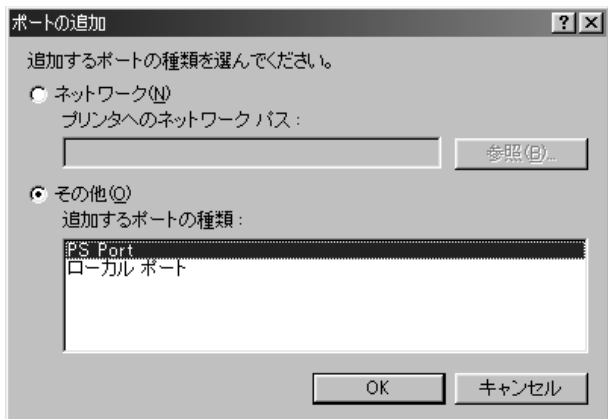 ポートの追加
追加するポートの種類を選んでください。
ネットワーク(N)
プリンタへのネットワーク パス:
参照(B)...
その他(O)
追加するポートの種類:
PS Port
ローカル ポート
OK キャンセル